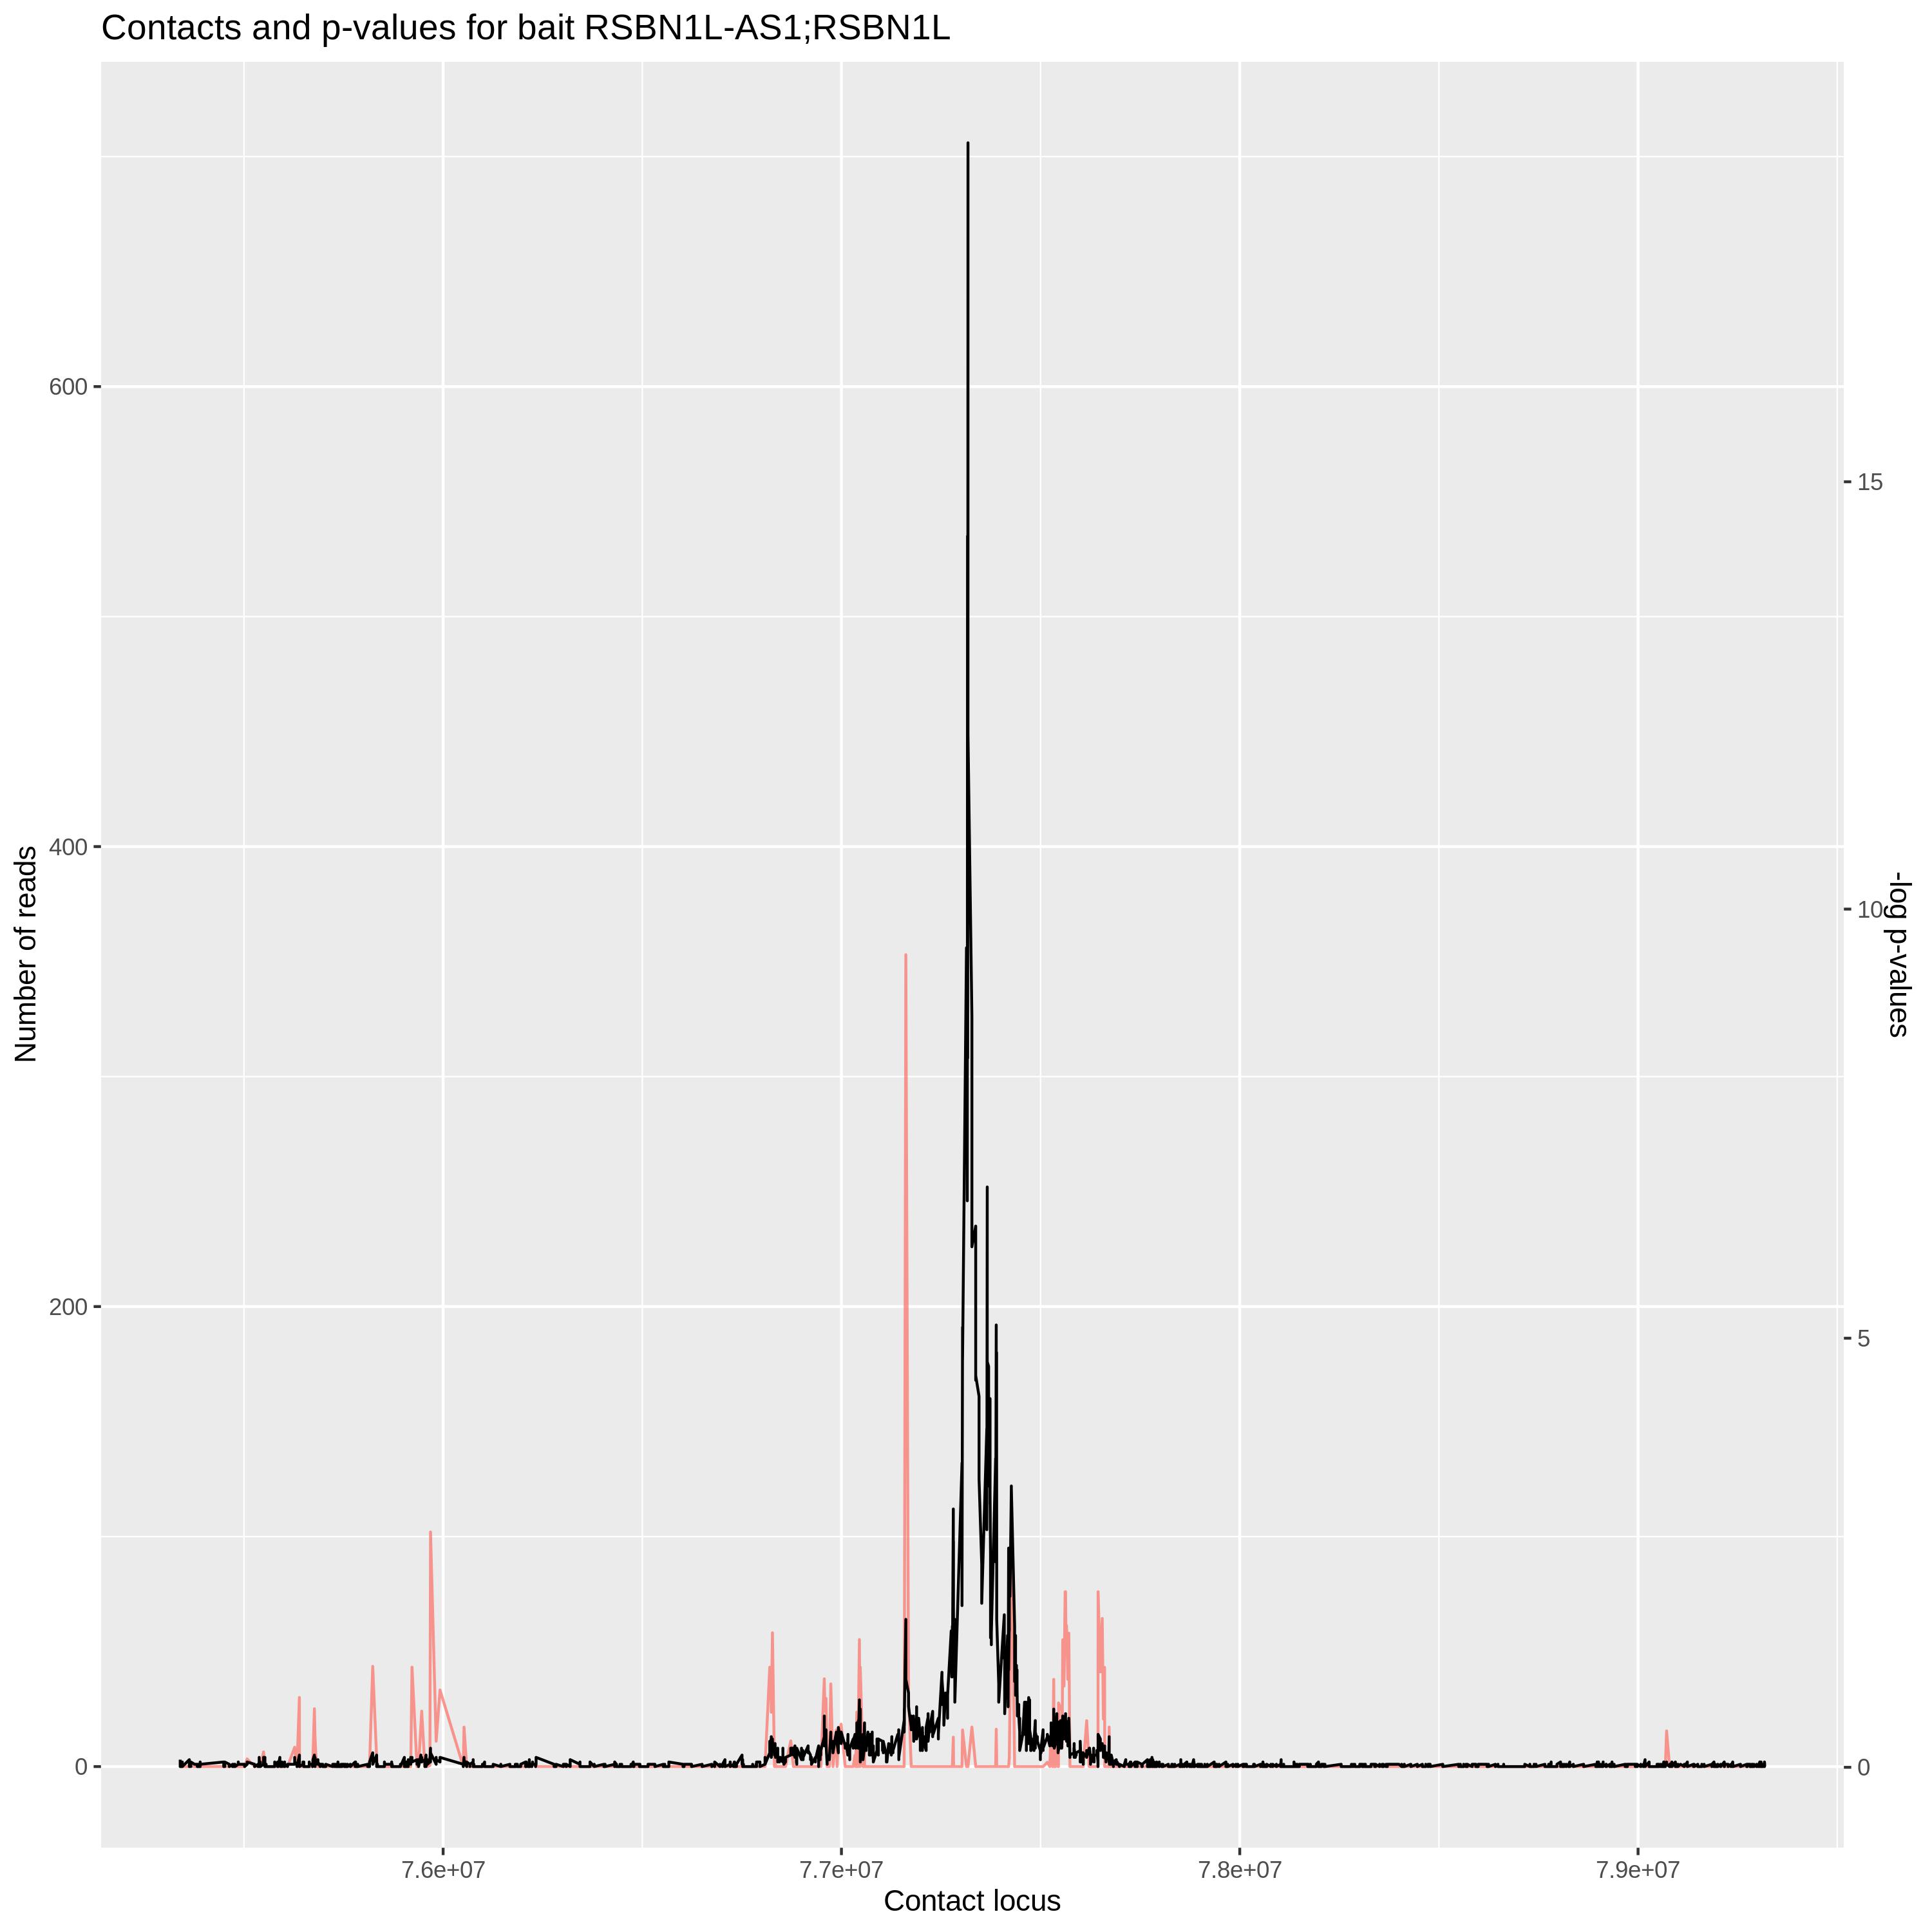 Contacts and p-values for bait RSBN1L-AS1;RSBN1L
600
400
200
0
Number of reads
15
10
5
0
-log p-values
7.6e+07 7.7e+07 7.8e+07 7.9e+07
Contact locus